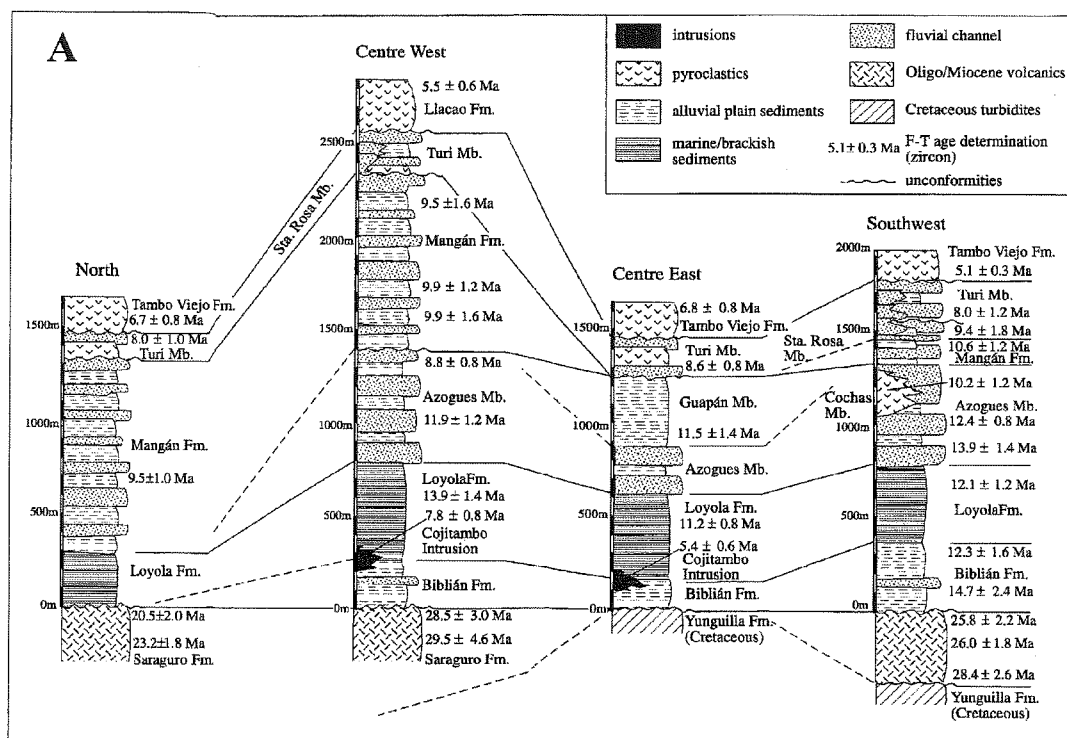 A
intrusions
pyroclastics
alluvial plain sediments
marine/brackish
sediments
fluvial channel
Oligo/Miocene volcanics
Cretaceous turbidites
5.1± 0.3 Ma F-T age determination
(zircon)
unconformities
North
1500m
1000m
500m
0m
Tambo Viejo Fm.
6.7 ± 0.8 Ma
8.0 ± 1.0 Ma
Turi Mb.
Mangán Fm.
9.5±1.0 Ma
Loyola Fm.
20.5±2.0 Ma
23.2±1.8 Ma
Saraguro Fm.
Sta. Rosa Mb.
Centre West
2500m
2000m
1500m
1000m
500m
0m
5.5 ± 0.6 Ma
Llacao Fm.
Turi Mb.
9.5 ±1.6 Ma
Mangán Fm.
9.9 ± 1.2 Ma
9.9 ± 1.6 Ma
8.8 ± 0.8 Ma
Azogues Mb.
11.9 ± 1.2 Ma
LoyolaFm.
13.9 ± 1.4 Ma
7.8 ± 0.8 Ma
Cojitambo
Intrusion
Biblián Fm.
28.5 ± 3.0 Ma
29.5 ± 4.6 Ma
Saraguro Fm.
Centre East
1500m
1000m
500m
0m
6.8 ± 0.8 Ma
Tambo Viejo Fm.
Turi Mb.
8.6 ± 0.8 Ma
Guapán Mb.
11.5 ± 1.4 Ma
Azogues Mb.
Loyola Fm.
11.2 ± 0.8 Ma
5.4 ± 0.6 Ma
Cojitambo
Intrusion
Biblián Fm.
Yunguilla Fm.
(Cretaceous)
Sta. Rosa
Mb.
Southwest
2000m
1500m
1000m
500m
0m
Tambo Viejo Fm.
5.1 ± 0.3 Ma
Turi Mb.
8.0 ± 1.2 Ma
9.4 ± 1.8 Ma
10.6 ±1.2 Ma
Mangán Fm.
10.2 ± 1.2 Ma
Cochas
Mb.
Azogues Mb.
12.4 ± 0.8 Ma
13.9 ± 1.4 Ma
12.1 ± 1.2 Ma
LoyolaFm.
12.3 ± 1.6 Ma
Biblián Fm.
14.7 ± 2.4 Ma
25.8 ± 2.2 Ma
26.0 ± 1.8 Ma
28.4 ± 2.6 Ma
Yunguilla Fm.
(Cretaceous)